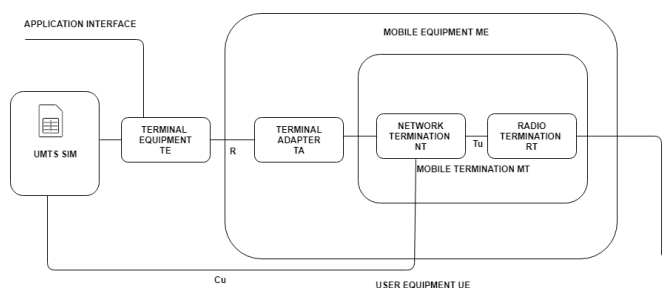 APPLICATION INTERFACE
MOBILE EQUIPMENT ME
UMTS SIM
TERMINAL
EQUIPMENT
TE
R
TERMINAL
ADAPTER
TA
NETWORK
TERMINATION
NT
Tu
RADIO
TERMINATION
RT
MOBILE TERMINATION MT
Cu
USER EQUIPMENT UE